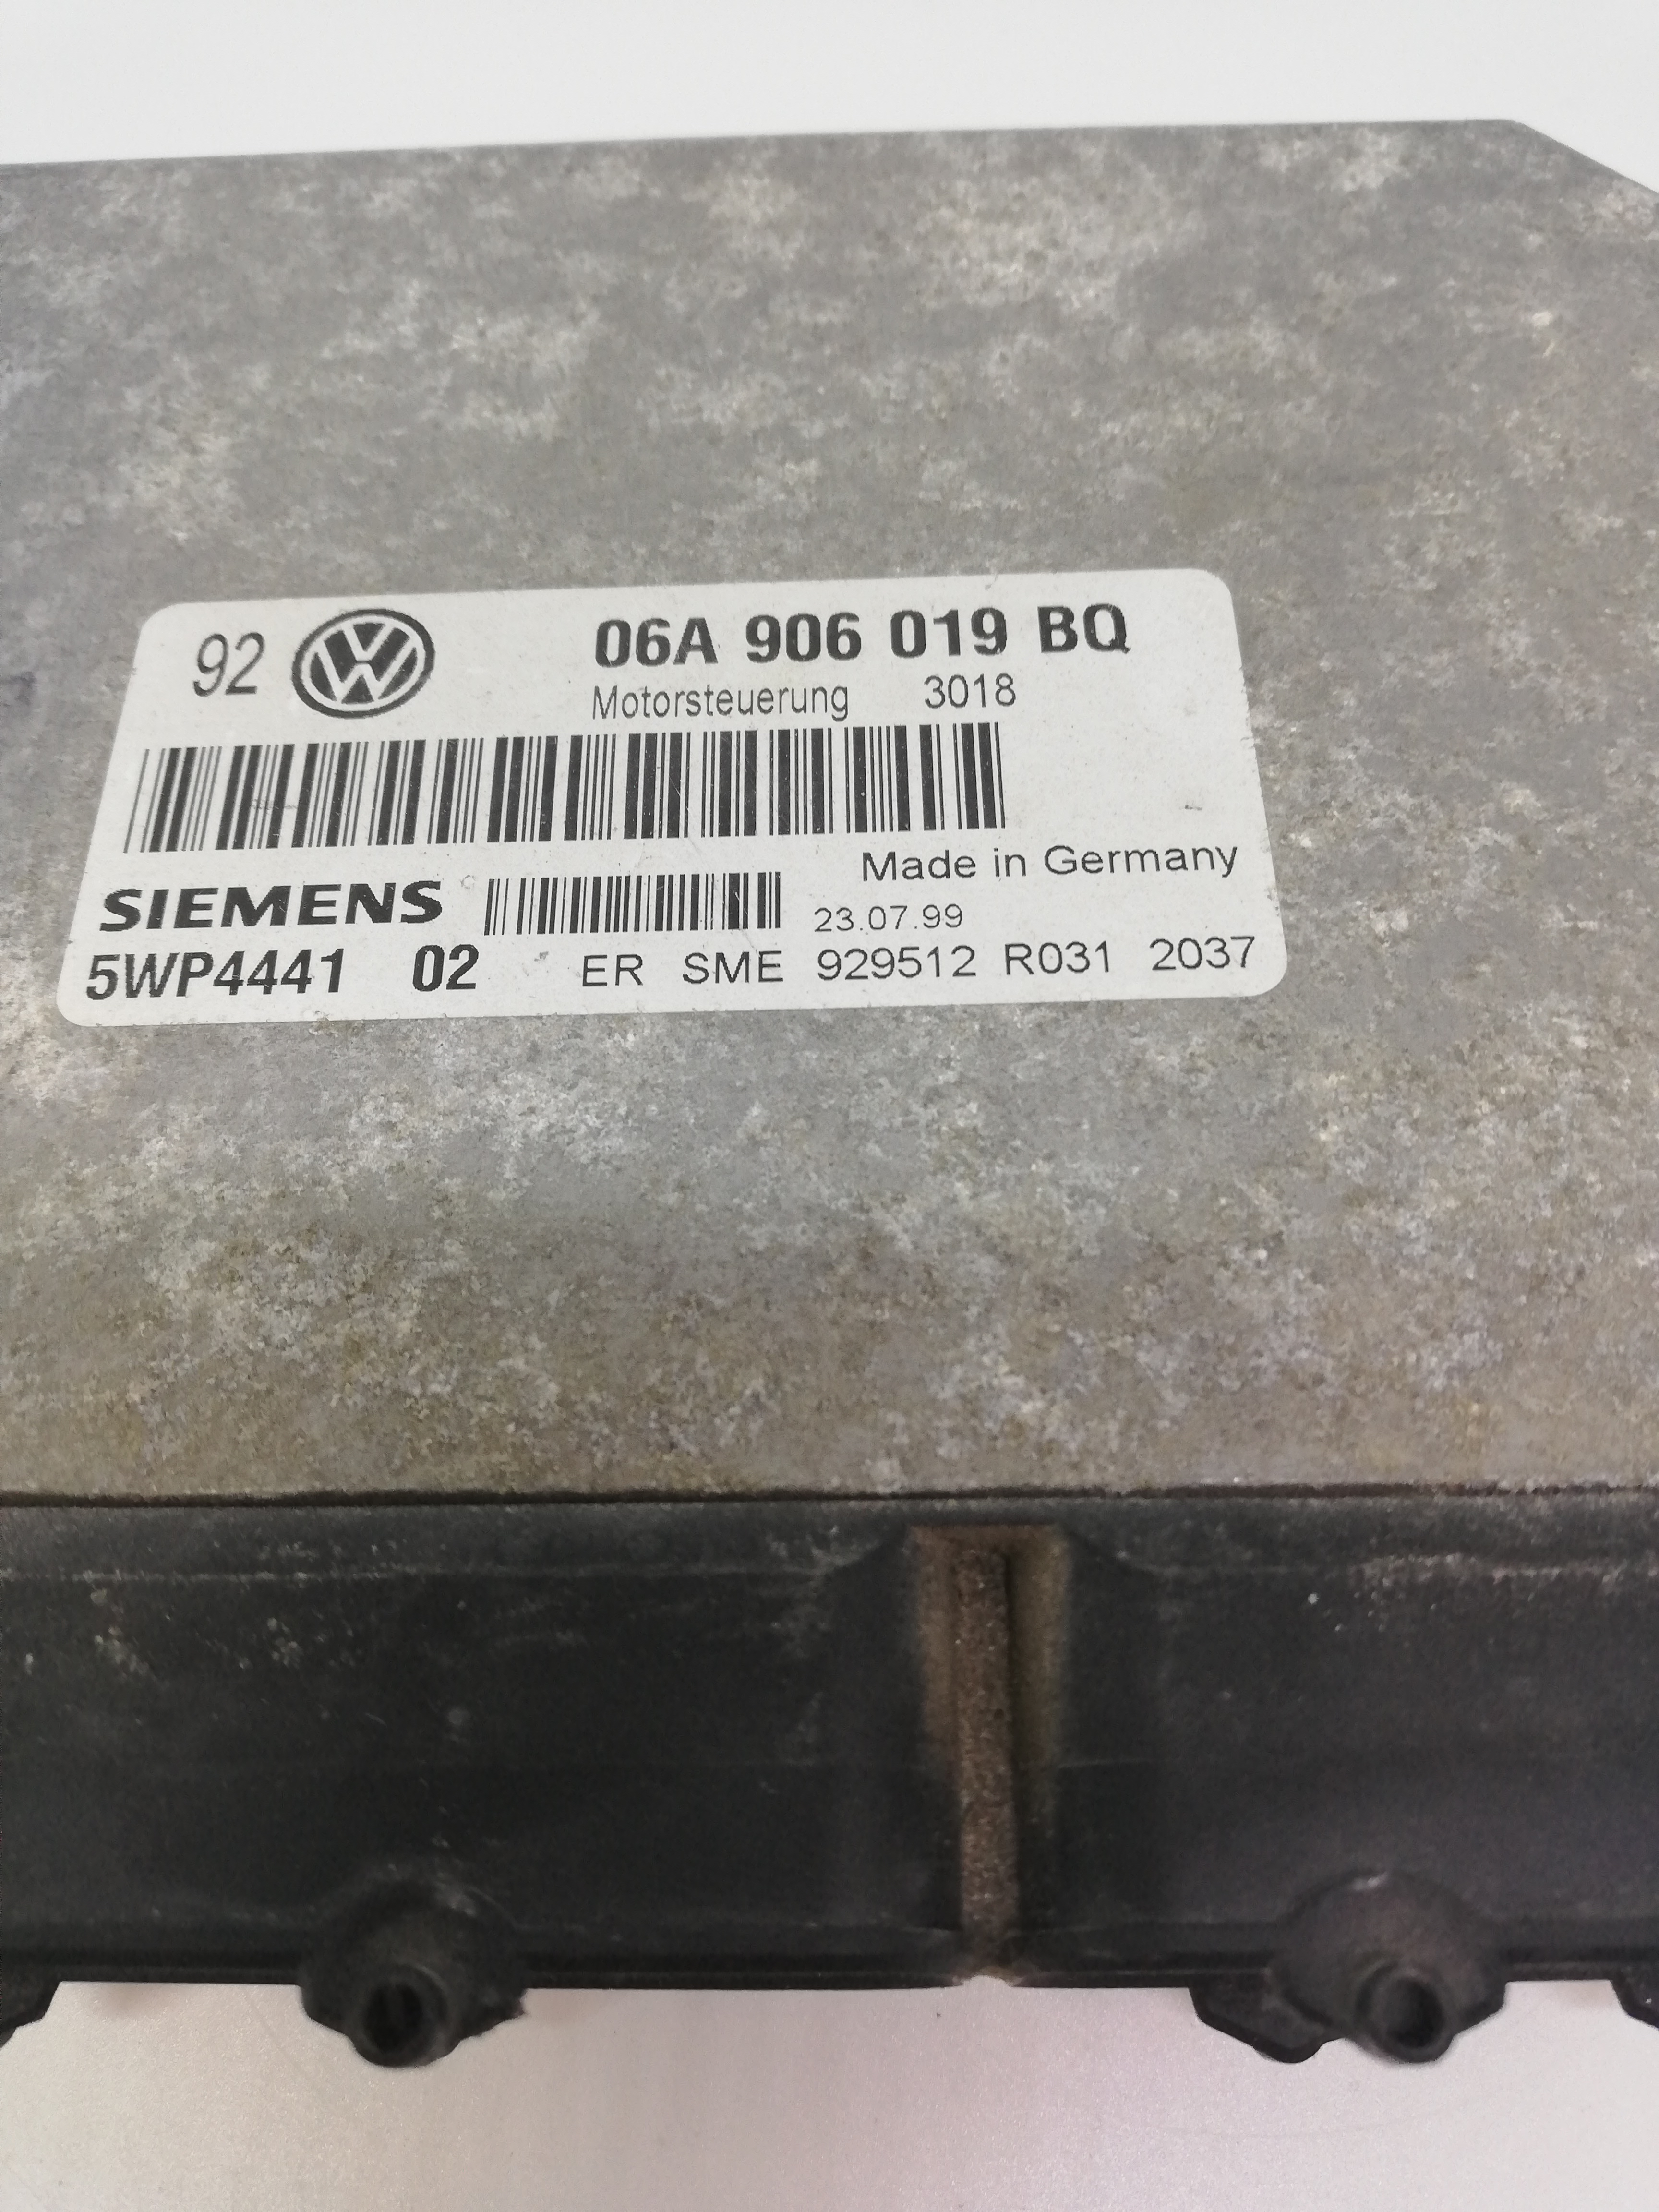 92 VW 06A 906 019 BQ
Motorsteuerung 3018
Made in Germany
SIEMENS 23.07.99
5WP4441 02 ER SME 929512 R031 2037